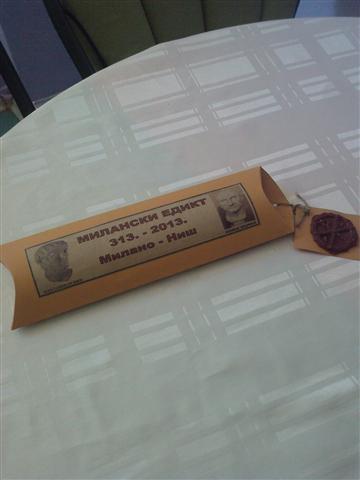 МИЛАНСКИ ЕДИКТ
313. - 2013.
Милано - Ниш